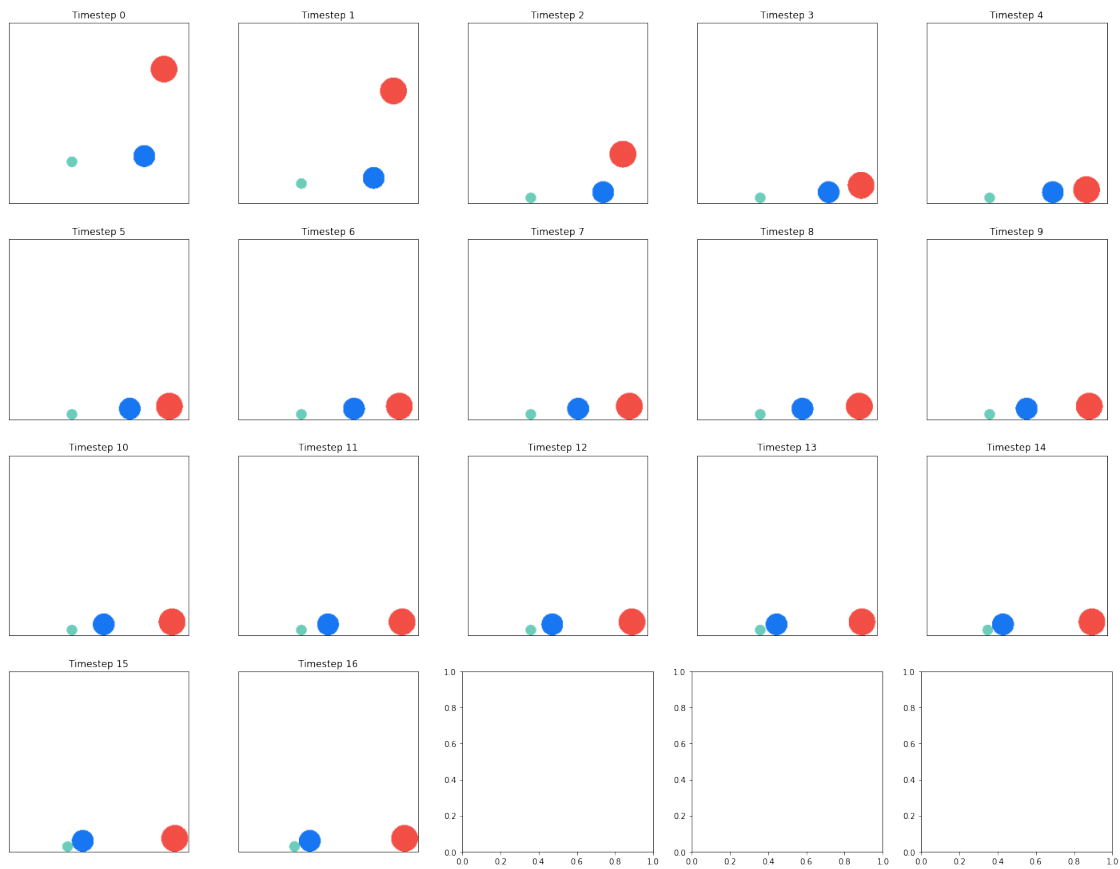 Timestep 0
Timestep 1
Timestep 2
Timestep 3
Timestep 4
Timestep 5
Timestep 6
Timestep 7
Timestep 8
Timestep 9
Timestep 10
Timestep 11
Timestep 12
Timestep 13
Timestep 14
Timestep 15
Timestep 16
1.0
0.8
0.6
0.4
0.2
0.0
0.0 0.2 0.4 0.6 0.8 1.0
1.0
0.8
0.6
0.4
0.2
0.0
0.0 0.2 0.4 0.6 0.8 1.0
1.0
0.8
0.6
0.4
0.2
0.0
0.0 0.2 0.4 0.6 0.8 1.0